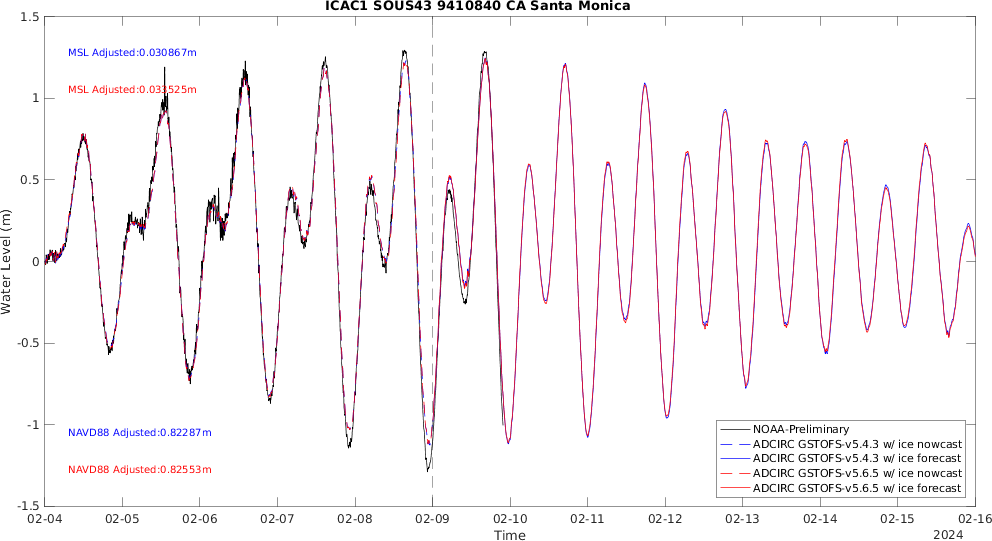 ICAC1 SOUS43 9410840 CA Santa Monica
1.5
1
0.5
0
-0.5
-1
-1.5
Water Level (m)
MSL Adjusted:0.030867m
MSL Adjusted:0.033525m
NAVD88 Adjusted:0.82287m
NAVD88 Adjusted:0.82553m
NOAA-Preliminary
ADCIRC GSTOFS-v5.4.3 w/ ice nowcast
ADCIRC GSTOFS-v5.4.3 w/ ice forecast
ADCIRC GSTOFS-v5.6.5 w/ ice nowcast
ADCIRC GSTOFS-v5.6.5 w/ ice forecast
02-04 02-05 02-06 02-07 02-08 02-09 02-10 02-11 02-12 02-13 02-14 02-15 02-16
Time
2024